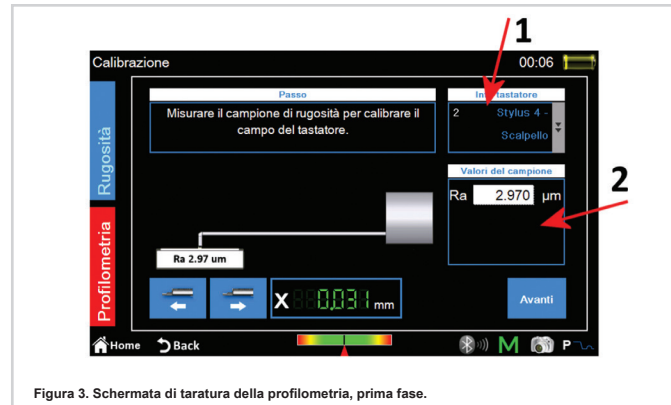 1
Calibrazione
00:06
Rugosità
Profilometria
Passo
Misurare il campione di rugosità per calibrare il
campo del tastatore.
tastatore
2 Stylus 4 -
Scalpello
Valori del campione
Ra 2.970 µm
2
Ra 2.97 um
X 0,031 mm
Avanti
Home
Back
M
P
Figura 3. Schermata di taratura della profilometria, prima fase.